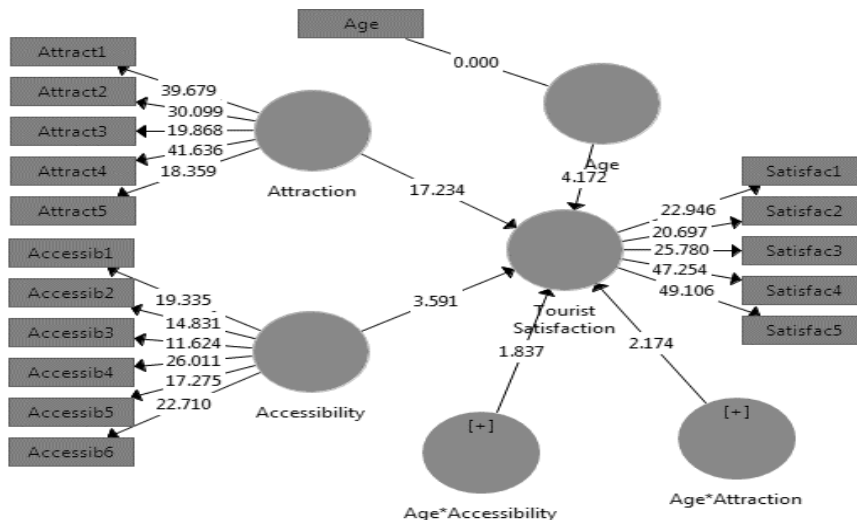 Age
0.000
Age
4.172
Attract1
Attract2
Attract3
Attract4
Attract5
39.679
30.099
19.868
41.636
18.359
Attraction
17.234
Accessib1
Accessib2
Accessib3
Accessib4
Accessib5
Accessib6
19.335
14.831
11.624
26.011
17.275
22.710
Accessibility
3.591
Tourist
Satisfaction
22.946
20.697
25.780
47.254
49.106
Satisfac1
Satisfac2
Satisfac3
Satisfac4
Satisfac5
1.837
[+]
Age*Accessibility
2.174
[+]
Age*Attraction